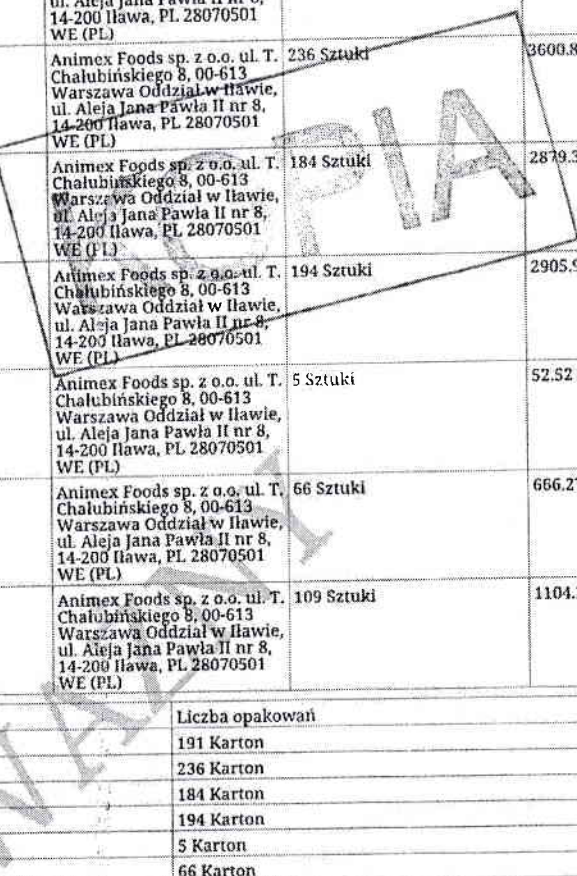 ul. Aleja Jana Pawła II nr 8,
14-200 Iława, PL 28070501
WE (PL)
Animex Foods sp. z o.o. ul. T. 236 Sztuki 3600.8
Chałubińskiego 8, 00-613
Warszawa Oddział w Iławie,
ul. Aleja Jana Pawła II nr 8,
14-200 Iława, PL 28070501
WE (PL)
Animex Foods sp. z o.o. ul. T. 184 Sztuki 2879.3
Chałubińskiego 8, 00-613
Warszawa Oddział w Iławie,
ul. Aleja Jana Pawła II nr 8,
14-200 Iława, PL 28070501
WE (PL)
KOPIA
Animex Foods sp. z o.o. ul. T. 194 Sztuki 2905.9
Chałubińskiego 8, 00-613
Warszawa Oddział w Iławie,
ul. Aleja Jana Pawła II nr 8,
14-200 Iława, PL 28070501
WE (PL)
Animex Foods sp. z o.o. ul. T. 5 Sztuki 52.52
Chałubińskiego 8, 00-613
Warszawa Oddział w Iławie,
ul. Aleja Jana Pawła II nr 8,
14-200 Iława, PL 28070501
WE (PL)
Animex Foods sp. z o.o. ul. T. 66 Sztuki 666.27
Chałubińskiego 8, 00-613
Warszawa Oddział w Iławie,
ul. Aleja Jana Pawła II nr 8,
14-200 Iława, PL 28070501
WE (PL)
Animex Foods sp. z o.o. ul. T. 109 Sztuki 1104.
Chałubińskiego 8, 00-613
Warszawa Oddział w Iławie,
ul. Aleja Jana Pawła II nr 8,
14-200 Iława, PL 28070501
WE (PL)
WAŻNY
Liczba opakowań
191 Karton
236 Karton
184 Karton
194 Karton
5 Karton
66 Karton